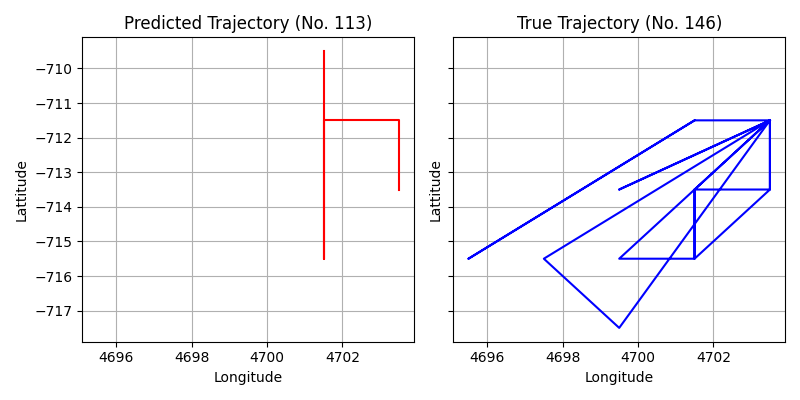 Predicted Trajectory (No. 113)
True Trajectory (No. 146)
Lattitude
−710
−711
−712
−713
−714
−715
−716
−717
4696
4698
4700
4702
Longitude
Lattitude
4696
4698
4700
4702
Longitude